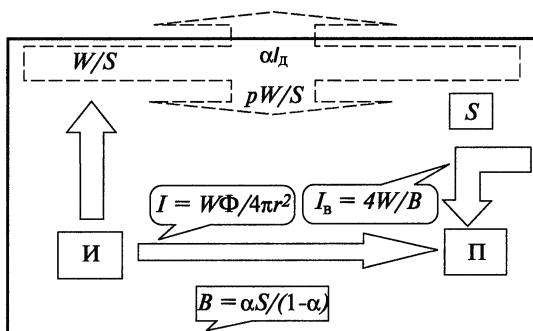 W/S
αI_д
pW/S
S
I = WΦ/4πr²
I_в = 4W/B
И
П
B = αS/(1-α)